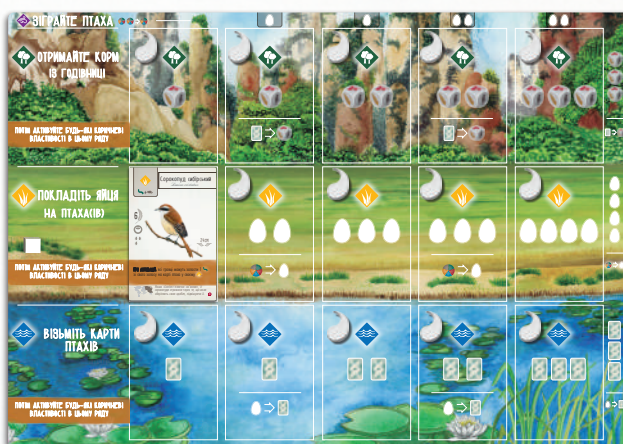 ЗІГРАЙТЕ ПТАХА
ОТРИМАЙТЕ КОРМ
ІЗ ГОДІВНИЦІ
ПОТІМ АКТИВУЙТЕ БУДЬ-ЯКІ КОРИЧНЕВІ
ВЛАСТИВОСТІ В ЦЬОМУ РЯДУ
ПОКЛАДІТЬ ЯЙЦЯ
НА ПТАХА(ІВ)
Сорокопуд сибірський
6
ПОТІМ АКТИВУЙТЕ БУДЬ-ЯКІ КОРИЧНЕВІ
ВЛАСТИВОСТІ В ЦЬОМУ РЯДУ
ВІЗЬМІТЬ КАРТИ
ПТАХІВ
ПОТІМ АКТИВУЙТЕ БУДЬ-ЯКІ КОРИЧНЕВІ
ВЛАСТИВОСТІ В ЦЬОМУ РЯДУ